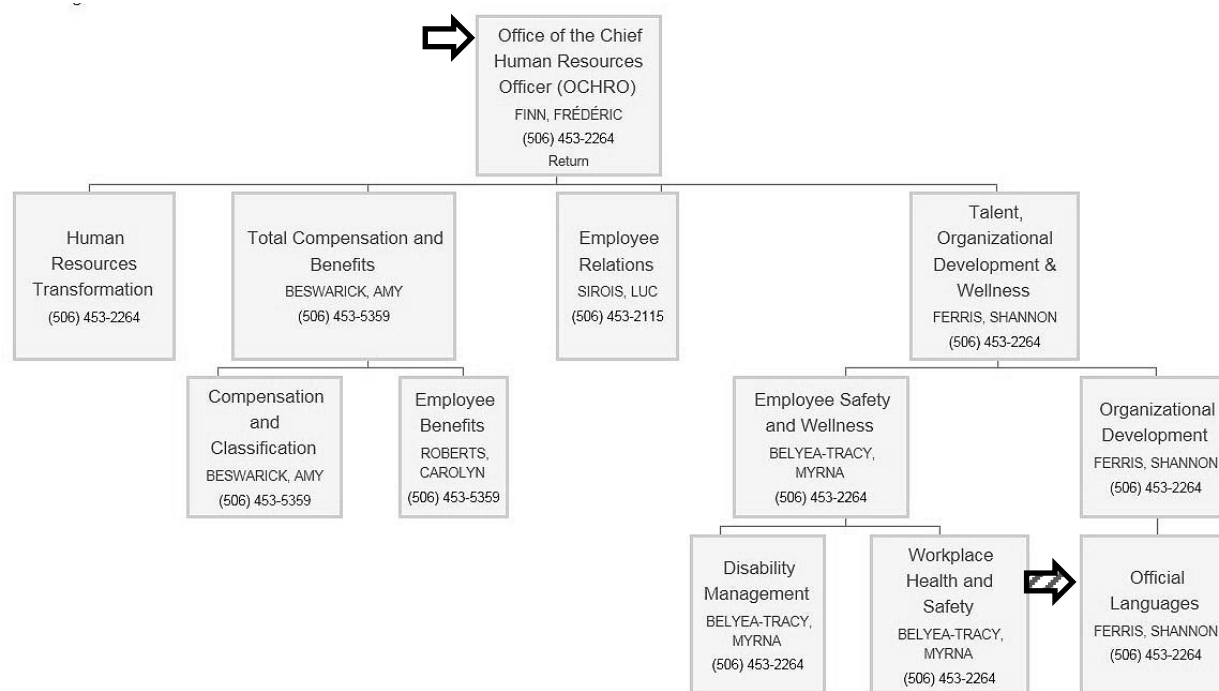 Office of the Chief
Human Resources
Officer (OCHRO)
FINN, FRÉDÉRIC
(506) 453-2264
Return
Human
Resources
Transformation
(506) 453-2264
Total Compensation and
Benefits
BESWARICK, AMY
(506) 453-5359
Employee
Relations
SIROIS, LUC
(506) 453-2115
Talent,
Organizational
Development &
Wellness
FERRIS, SHANNON
(506) 453-2264
Compensation
and
Classification
BESWARICK, AMY
(506) 453-5359
Employee
Benefits
ROBERTS,
CAROLYN
(506) 453-5359
Employee Safety
and Wellness
BELYEA-TRACY,
MYRNA
(506) 453-2264
Organizational
Development
FERRIS, SHANNON
(506) 453-2264
Disability
Management
BELYEA-TRACY,
MYRNA
(506) 453-2264
Workplace
Health and
Safety
BELYEA-TRACY,
MYRNA
(506) 453-2264
Official
Languages
FERRIS, SHANNON
(506) 453-2264